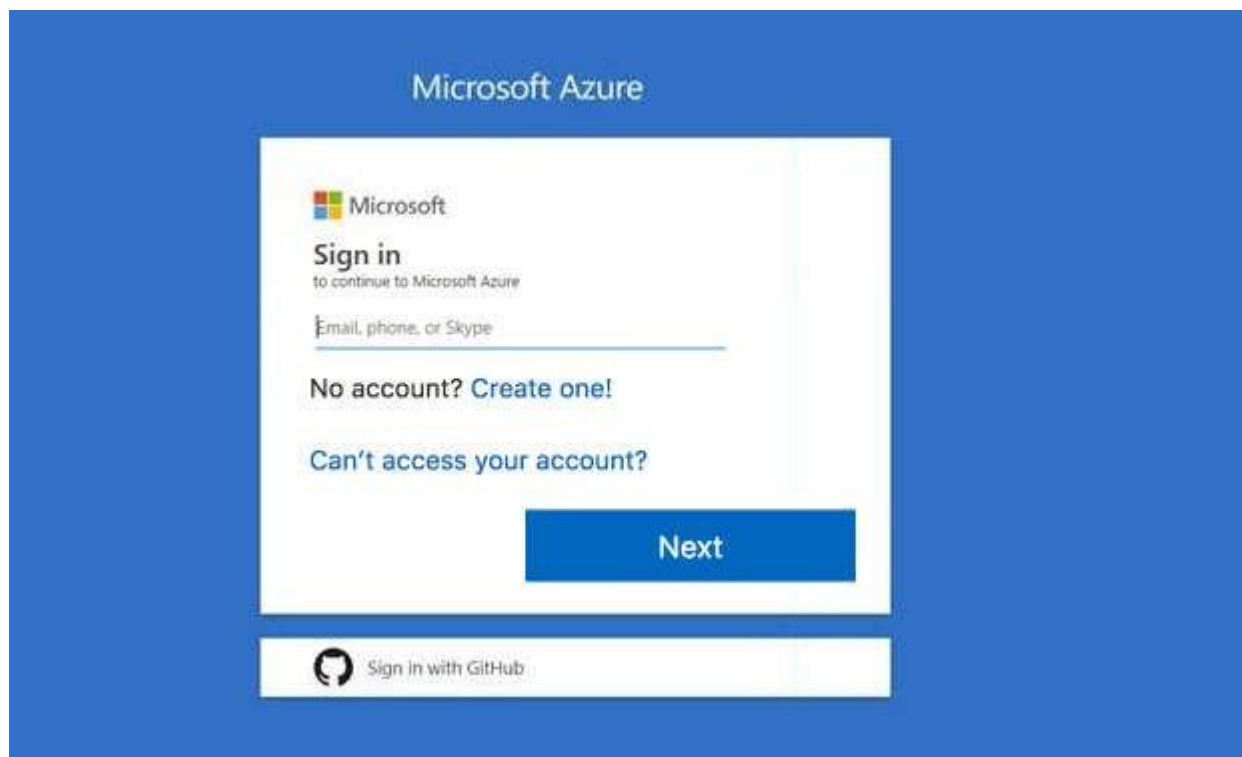 Microsoft Azure
Microsoft
Sign in
to continue to Microsoft Azure
Email, phone, or Skype
No account? Create one!
Can't access your account?
Next
Sign in with GitHub